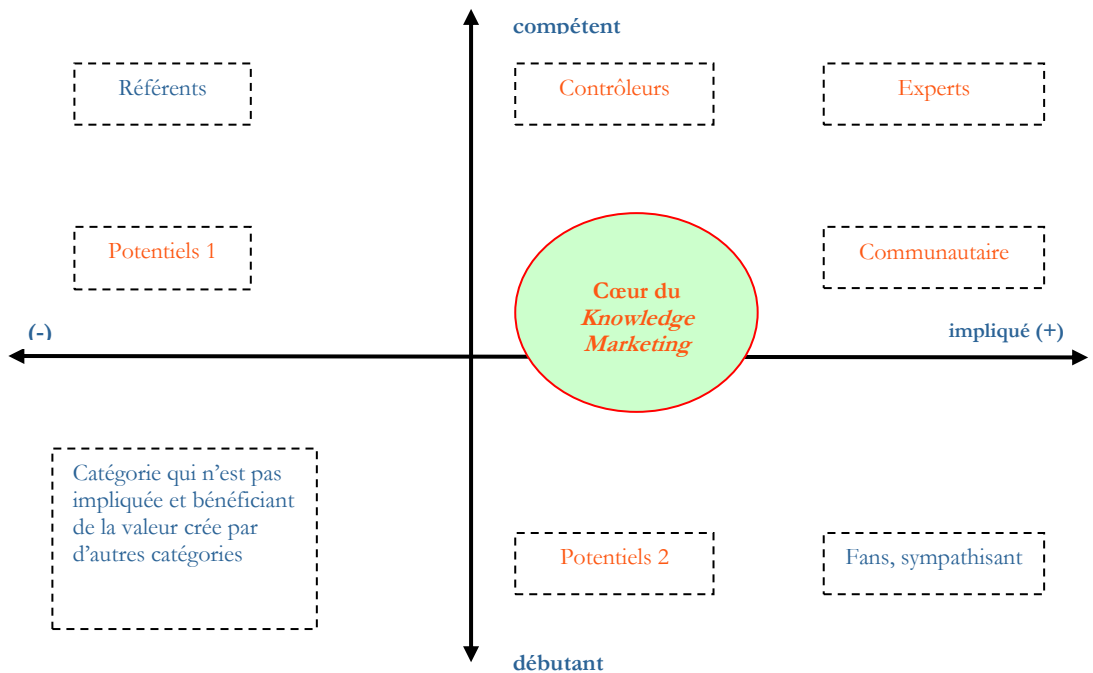 compétent
Référents
Contrôleurs
Experts
Potentiels 1
Communautaire
Cœur du
Knowledge
Marketing
(-)
impliqué (+)
Catégorie qui n’est pas
impliquée et bénéficiant
de la valeur crée par
d’autres catégories
Potentiels 2
Fans, sympathisant
débutant